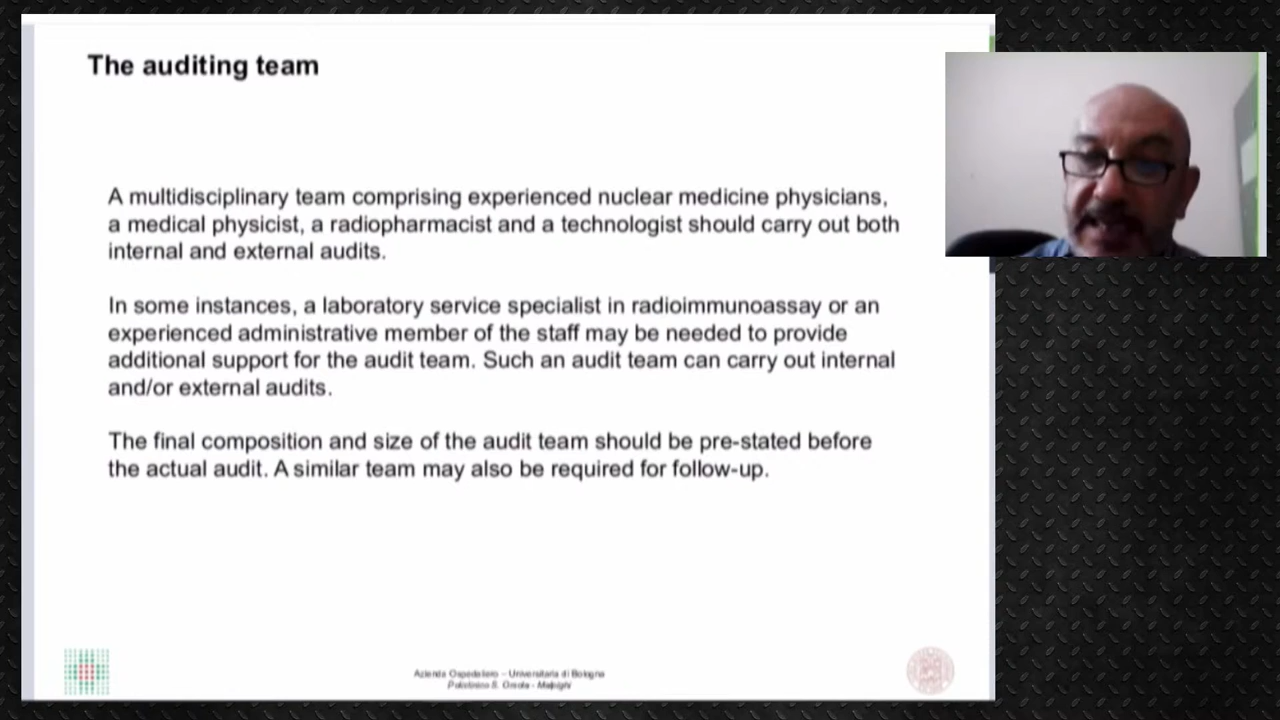 The auditing team
A multidisciplinary team comprising experienced nuclear medicine physicians,
a medical physicist, a radiopharmacist and a technologist should carry out both
internal and external audits.
In some instances, a laboratory service specialist in radioimmunoassay or an
experienced administrative member of the staff may be needed to provide
additional support for the audit team. Such an audit team can carry out internal
and/or external audits.
The final composition and size of the audit team should be pre-stated before
the actual audit. A similar team may also be required for follow-up.
Azienda Ospedaliero - Universitaria di Bologna
Policlinico S. Orsola - Malpighi